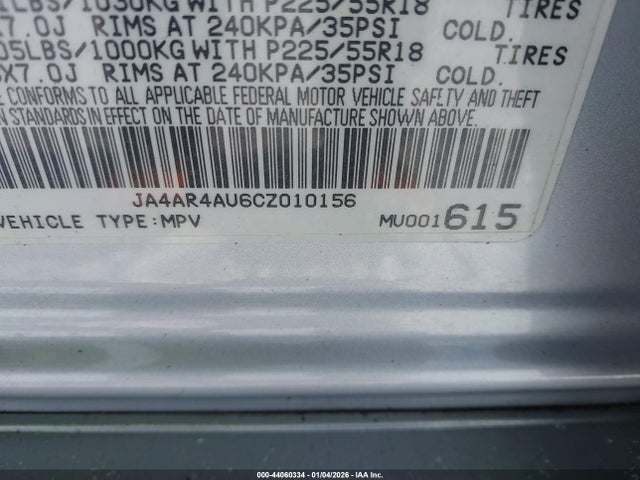 LBS/1030KG WITH P225/55R18 TIRES
X7.0J RIMS AT 240KPA/35PSI COLD.
05LBS/1000KG WITH P225/55R18 TIRES
X7.0J RIMS AT 240KPA/35PSI COLD.
CONFORMS TO ALL APPLICABLE FEDERAL MOTOR VEHICLE SAFETY AND THEFT
STANDARDS IN EFFECT ON THE DATE OF MANUFACTURE SHOWN ABOVE.
JA4AR4AU6CZ010156
VEHICLE TYPE:MPV MU001615
000-44060334 | 01/04/2026 - IAA Inc.